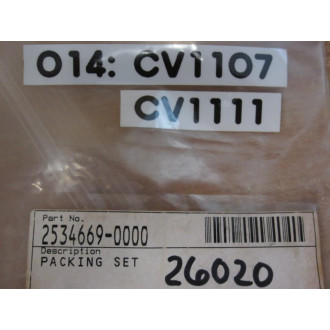 014: CV1107
CV1111
Part No.
2534669-0000
Description
PACKING SET
26020